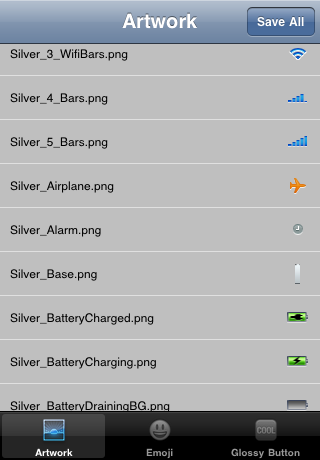 Artwork
Save All
Silver_3_WifiBars.png
Silver_4_Bars.png
Silver_5_Bars.png
Silver_Airplane.png
Silver_Alarm.png
Silver_Base.png
Silver_BatteryCharged.png
Silver_BatteryCharging.png
Silver_BatteryDrainingBG.png
COOL
Artwork
Emoji
Glossy Button